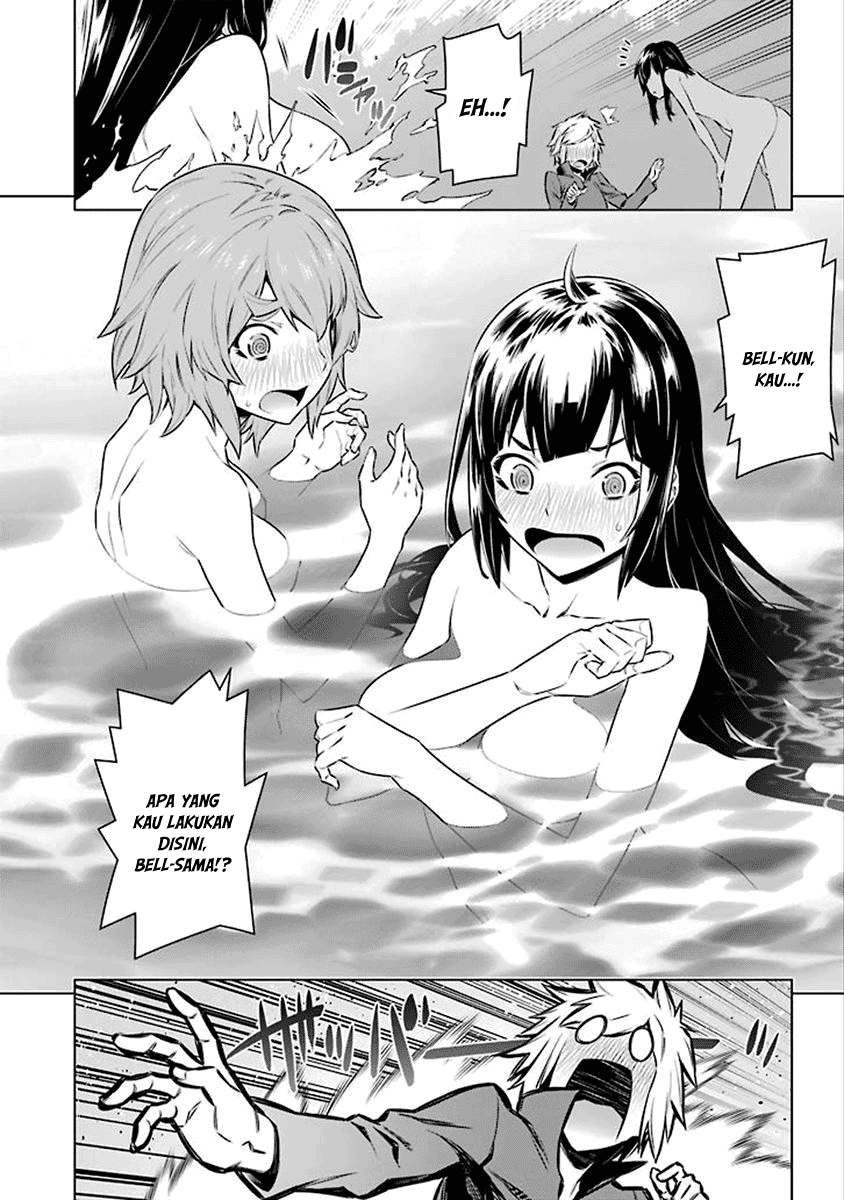 EH...!
BELL-KUN,
KAU...!
APA YANG
KAU LAKUKAN
DISINI,
BELL-SAMA!?